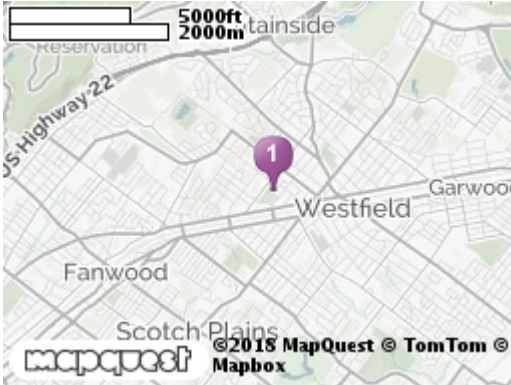 5000ft
2000m
tainside
Reservation
US Highway 22
1
Garwoo
Westfield
Fanwood
Scotch Plains
mapquest
©2018 MapQuest © TomTom ©
Mapbox